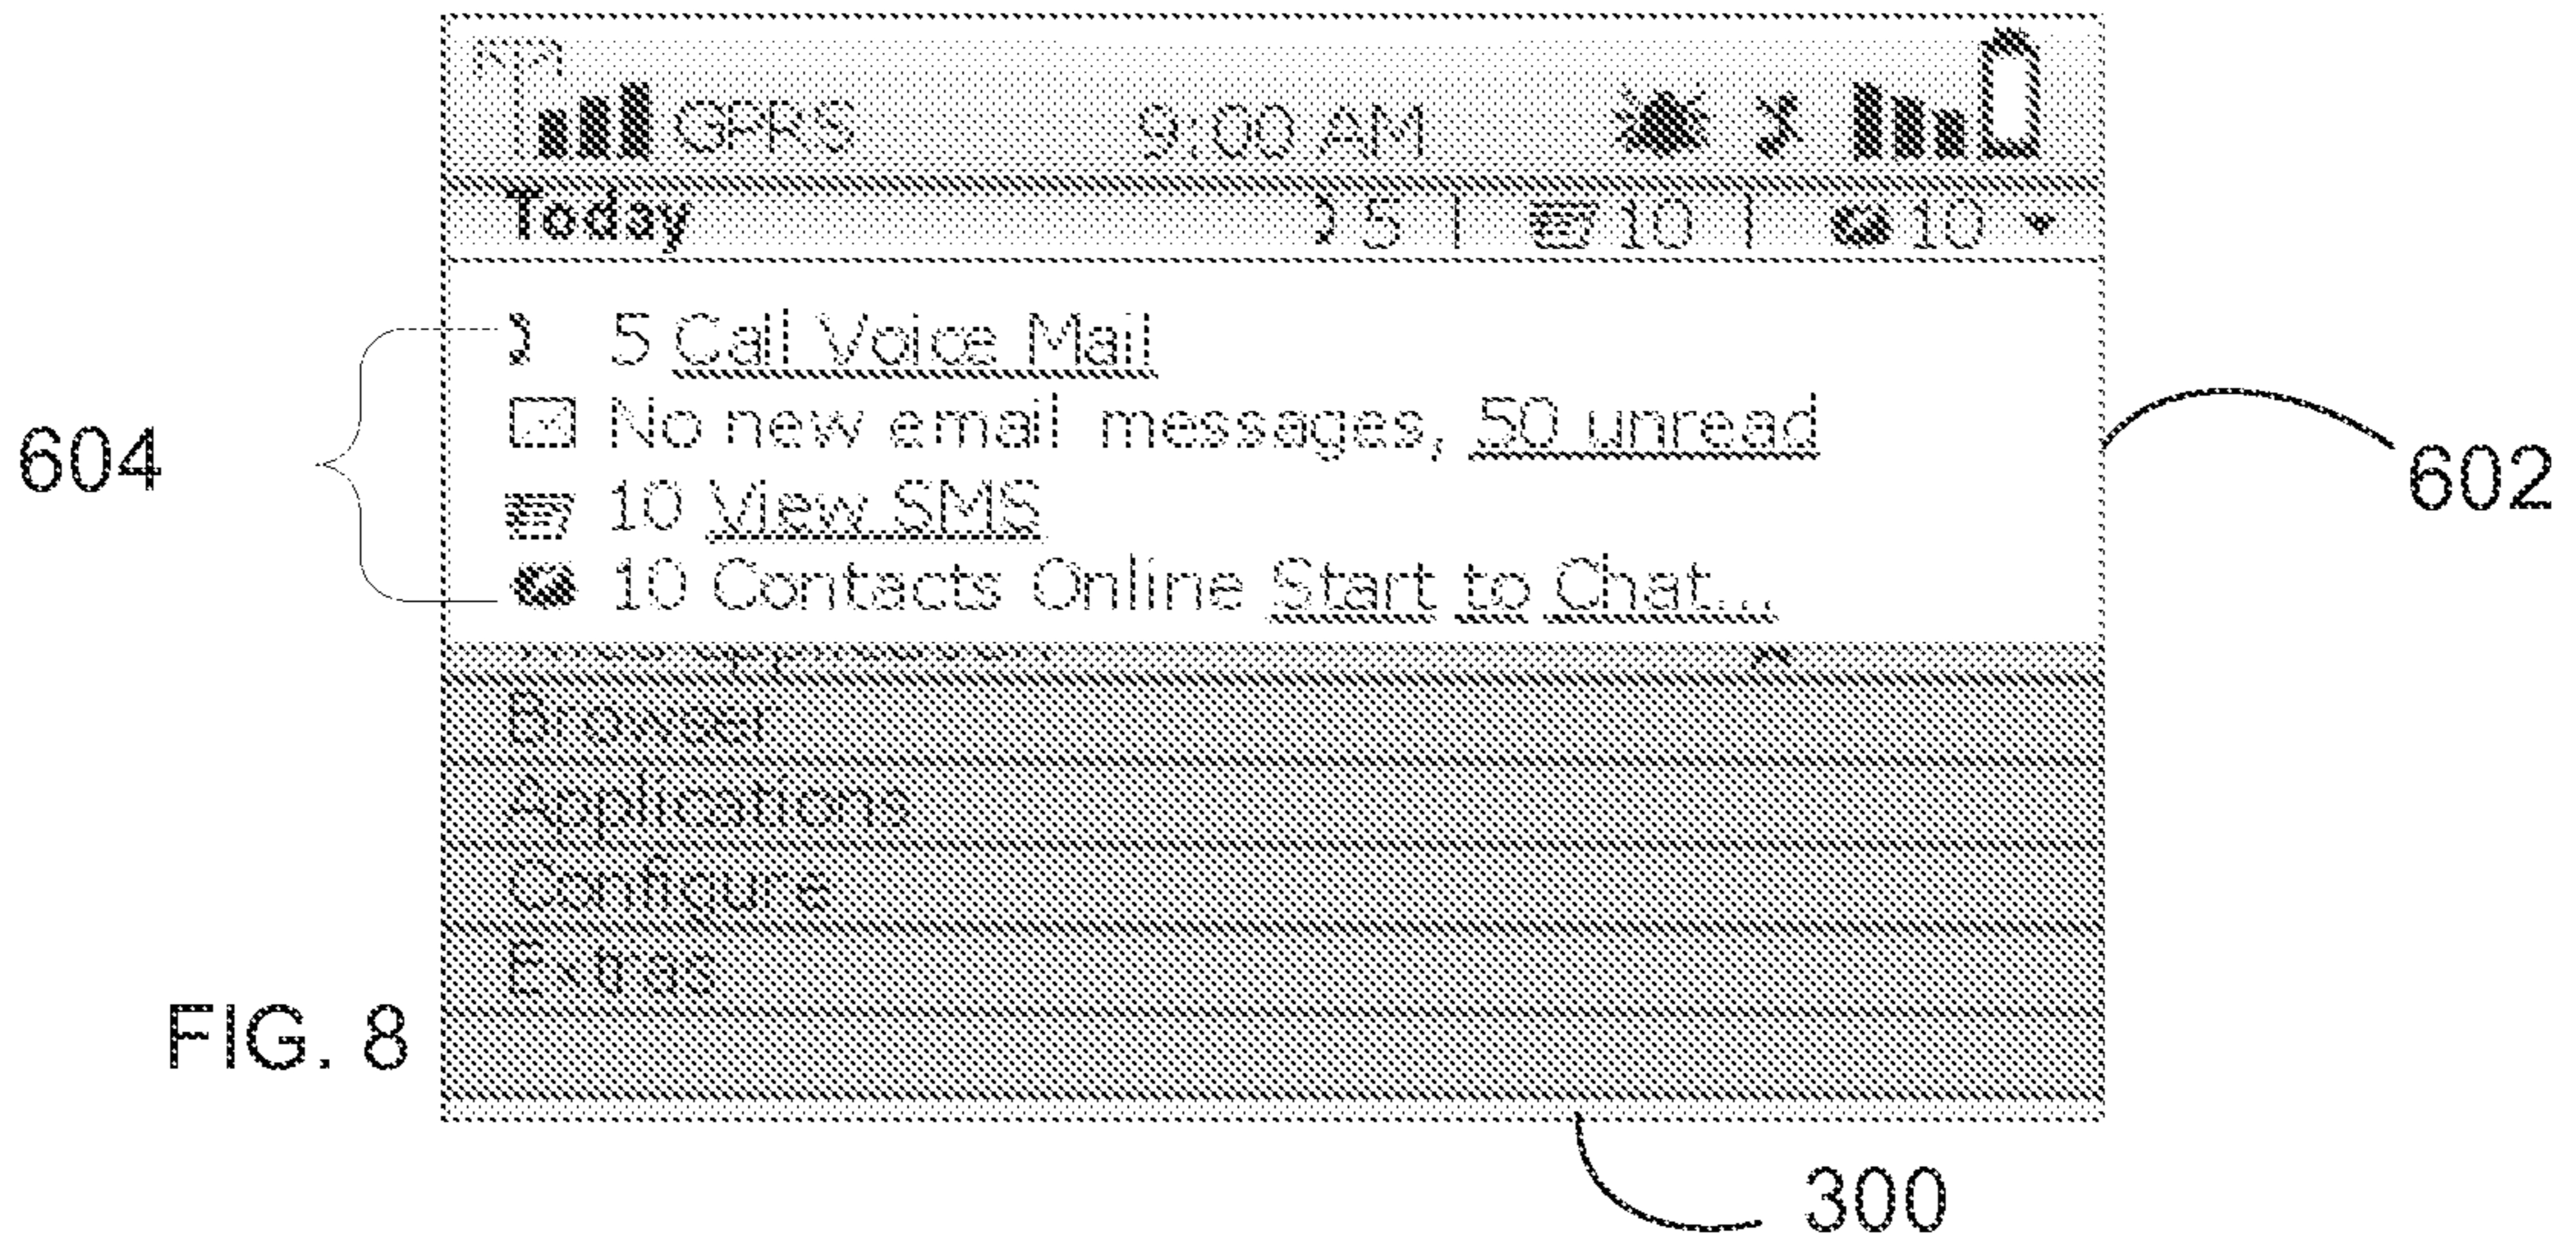 GPRS 9:00 AM
Today 5 | 10 | 10
5 Call Voice Mail
No new email messages, 50 unread
10 View SMS
10 Contacts Online Start to Chat...
Browser
Applications
Configure
Extras
604
602
FIG. 8
300